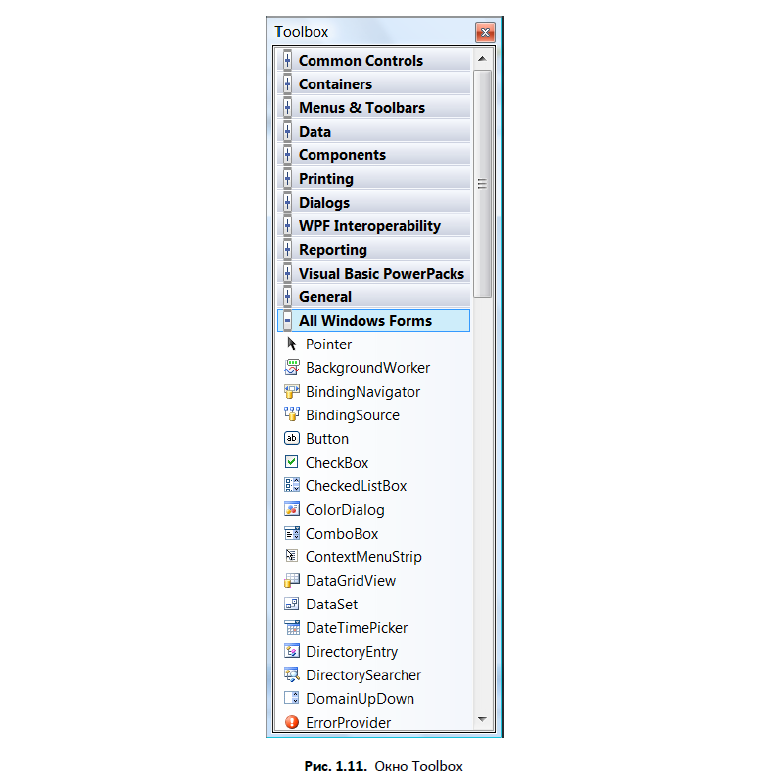 Toolbox
Common Controls
Containers
Menus & Toolbars
Data
Components
Printing
Dialogs
WPF Interoperability
Reporting
Visual Basic PowerPacks
General
All Windows Forms
Pointer
BackgroundWorker
BindingNavigator
BindingSource
ab Button
CheckBox
CheckedListBox
ColorDialog
ComboBox
ContextMenuStrip
DataGridView
DataSet
DateTimePicker
DirectoryEntry
DirectorySearcher
DomainUpDown
ErrorProvider
Рис. 1.11. Окно Toolbox